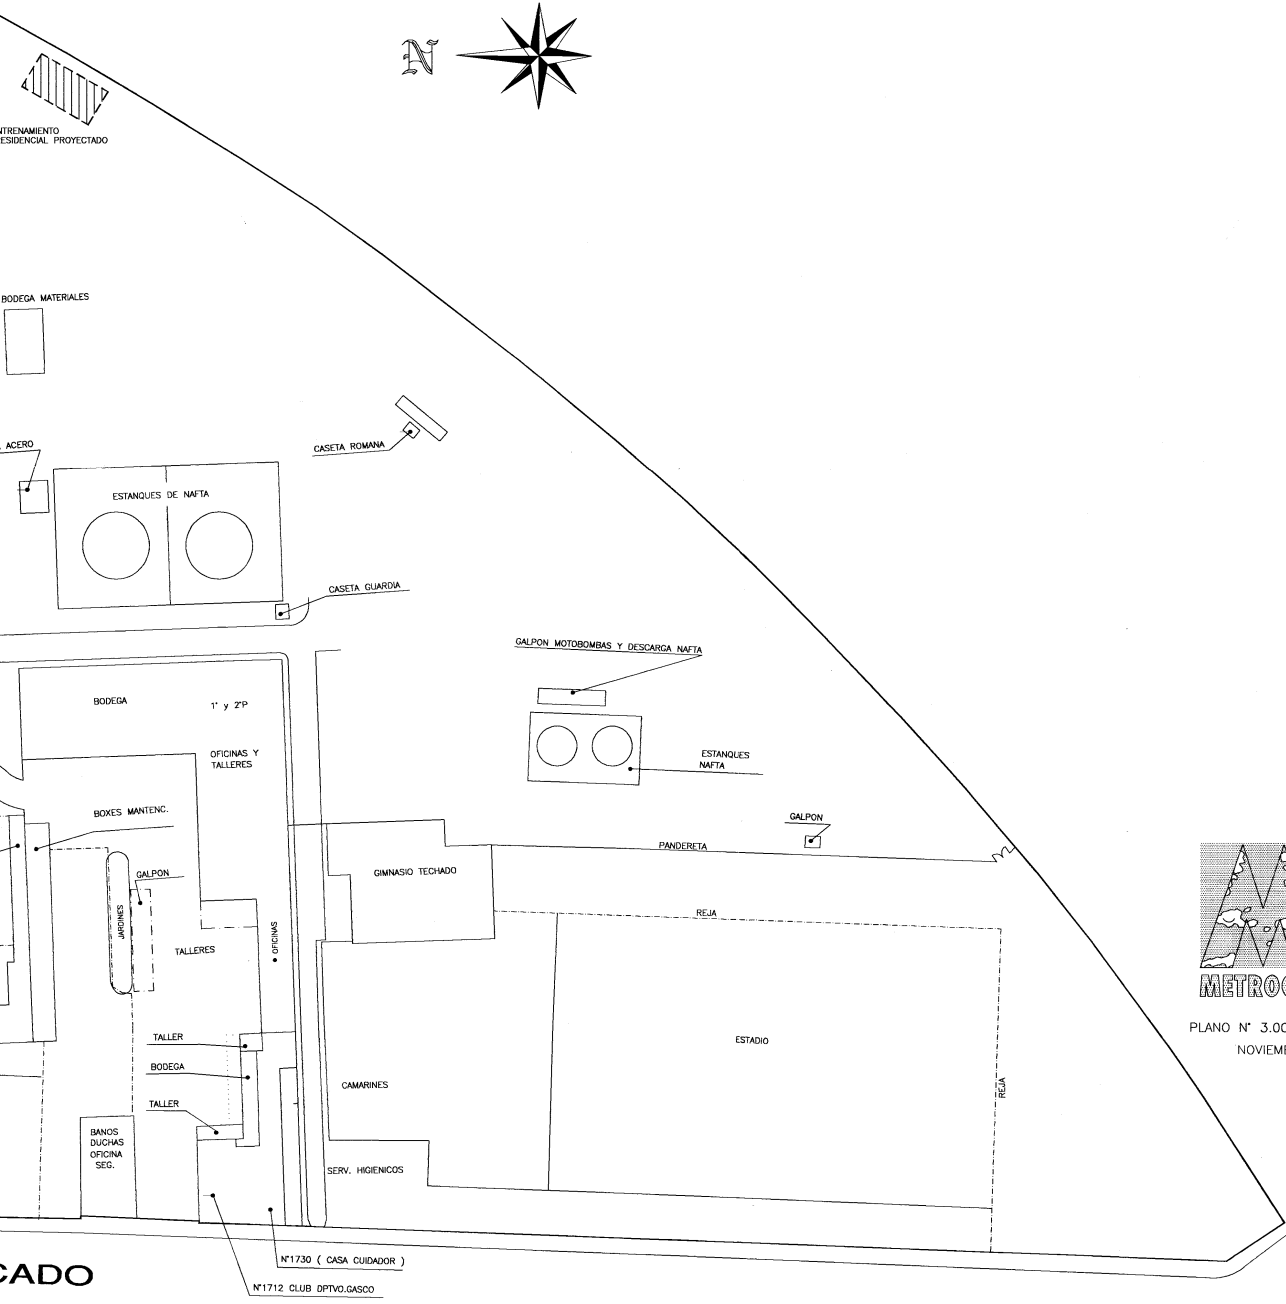 N
NTRENAMIENTO
ESIDENCIAL PROYECTADO
BODEGA MATERIALES
ACERO
CASETA ROMANA
ESTANQUES DE NAFTA
CASETA GUARDIA
GALPON MOTOBOMBAS Y DESCARGA NAFTA
BODEGA
1° y 2°P
OFICINAS Y
TALLERES
ESTANQUES
NAFTA
BOXES MANTENC.
GALPON
PANDERETA
GIMNASIO TECHADO
GALPON
JARDINES
REJA
OFICINAS
TALLERES
METROG
PLANO N° 3.00
NOVIEMB
TALLER
ESTADIO
BODEGA
CAMARINES
REJA
TALLER
BANOS
DUCHAS
OFICINA
SEG.
SERV. HIGIENICOS
N°1730 ( CASA CUIDADOR )
CADO
N°1712 CLUB DPTVO.GASCO